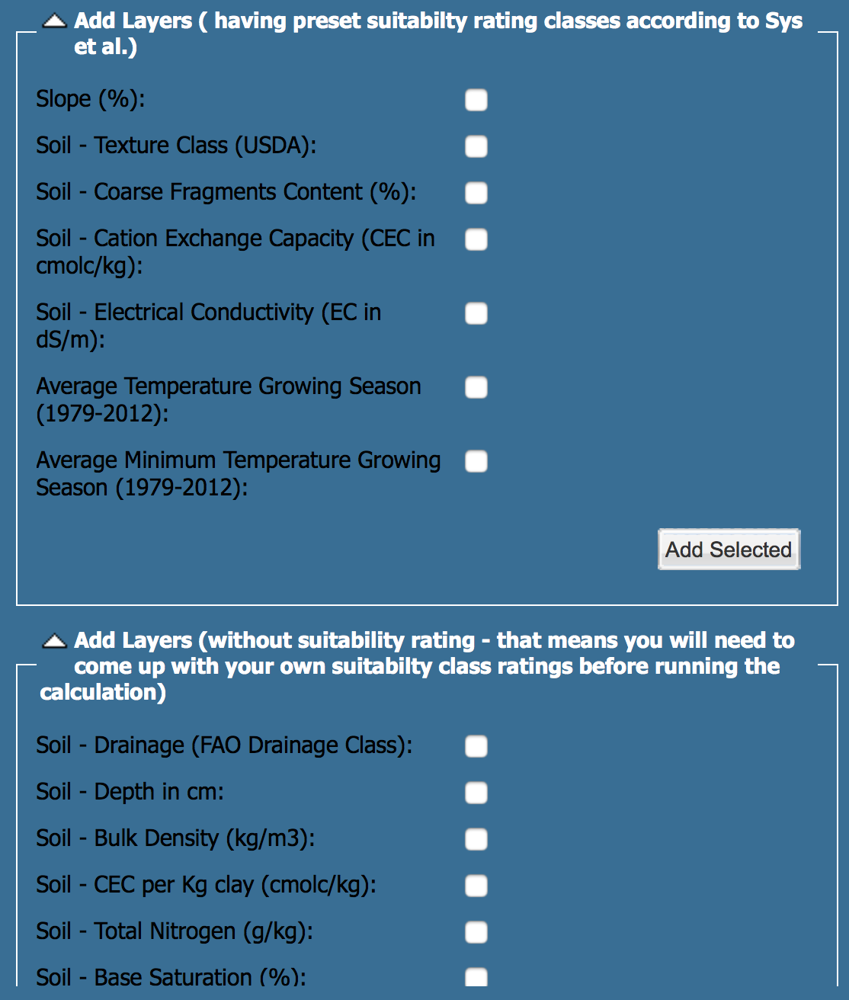 Add Layers ( having preset suitabilty rating classes according to Sys
et al.)
Slope (%):
Soil - Texture Class (USDA):
Soil - Coarse Fragments Content (%):
Soil - Cation Exchange Capacity (CEC in
cmolc/kg):
Soil - Electrical Conductivity (EC in
dS/m):
Average Temperature Growing Season
(1979-2012):
Average Minimum Temperature Growing
Season (1979-2012):
Add Selected
Add Layers (without suitability rating - that means you will need to
come up with your own suitabilty class ratings before running the
calculation)
Soil - Drainage (FAO Drainage Class):
Soil - Depth in cm:
Soil - Bulk Density (kg/m3):
Soil - CEC per Kg clay (cmolc/kg):
Soil - Total Nitrogen (g/kg):
Soil - Base Saturation (%):